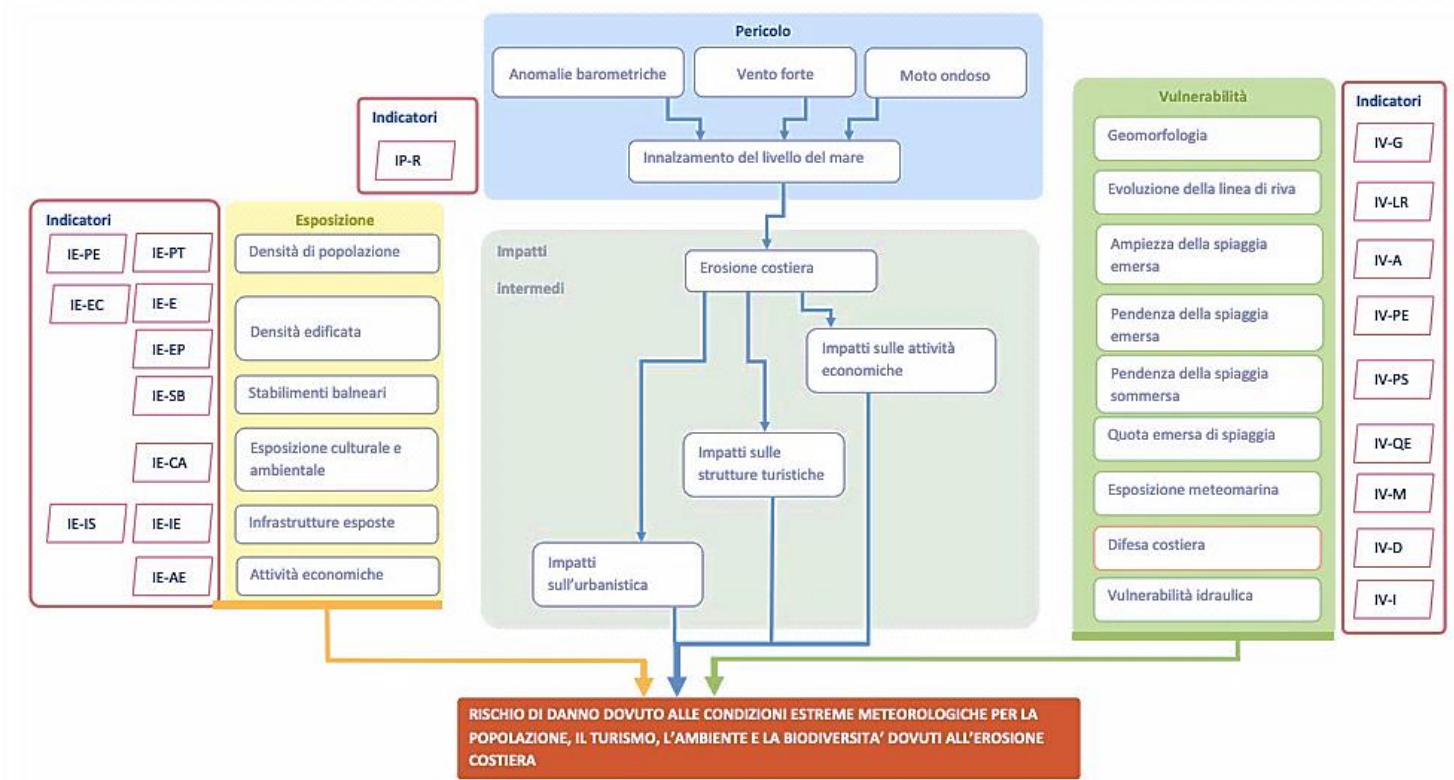 Pericolo
Anomalie barometriche
Vento forte
Moto ondoso
Innalzamento del livello del mare
Indicatori
IP-R
Indicatori
IE-PE
IE-PT
IE-EC
IE-E
IE-EP
IE-SB
IE-CA
IE-IS
IE-IE
IE-AE
Esposizione
Densità di popolazione
Densità edificata
Stabilimenti balneari
Esposizione culturale e
ambientale
Infrastrutture esposte
Attività economiche
Impatti
intermedi
Erosione costiera
Impatti sulle attività
economiche
Impatti sulle
strutture turistiche
Impatti
sull'urbanistica
Vulnerabilità
Geomorfologia
Evoluzione della linea di riva
Ampiezza della spiaggia
emersa
Pendenza della spiaggia
emersa
Pendenza della spiaggia
sommersa
Quota emersa di spiaggia
Esposizione meteomarina
Difesa costiera
Vulnerabilità idraulica
Indicatori
IV-G
IV-LR
IV-A
IV-PE
IV-PS
IV-QE
IV-M
IV-D
IV-I
RISCHIO DI DANNO DOVUTO ALLE CONDIZIONI ESTREME METEOROLOGICHE PER LA
POPOLAZIONE, IL TURISMO, L'AMBIENTE E LA BIODIVERSITA' DOVUTI ALL'EROSIONE
COSTIERA